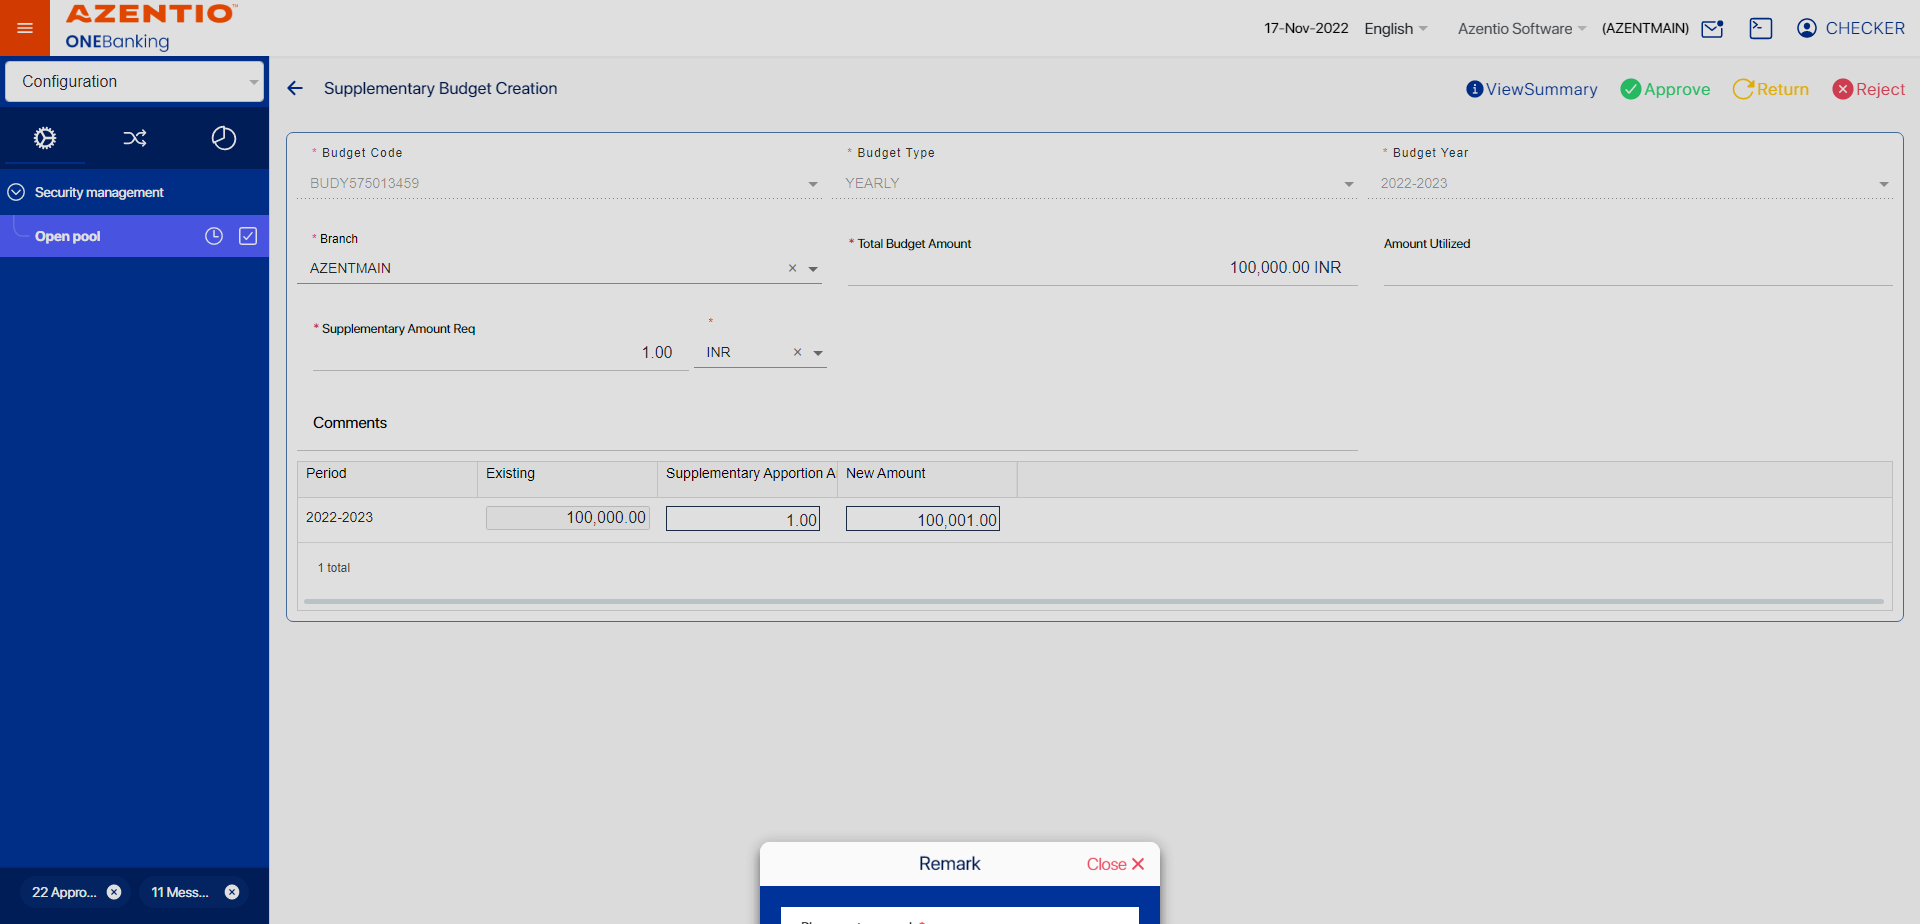 AZENTIO™
ONEBanking
17-Nov-2022 English Azentio Software (AZENTMAIN) CHECKER
Configuration
Supplementary Budget Creation
ViewSummary Approve Return Reject
Security management
Open pool
* Budget Code * Budget Type * Budget Year
BUDY575013459 YEARLY 2022-2023
* Branch * Total Budget Amount Amount Utilized
AZENTMAIN × 100,000.00 INR
* Supplementary Amount Req *
1.00 INR ×
Comments
Period Existing Supplementary Apportion A New Amount
2022-2023 100,000.00 1.00 100,001.00
1 total
Remark Close ×
22 Appro... 11 Mess...